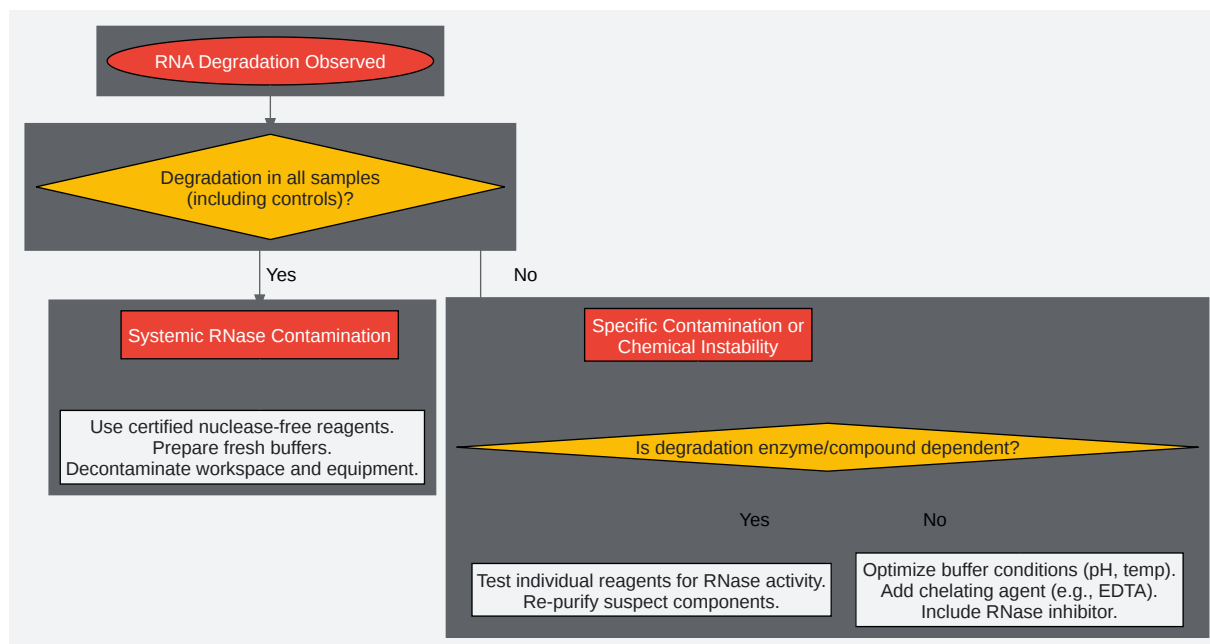 RNA Degradation Observed
Degradation in all samples
(including controls)?
Yes
No
Systemic RNase Contamination
Use certified nuclease-free reagents.
Prepare fresh buffers.
Decontaminate workspace and equipment.
Specific Contamination or
Chemical Instability
Is degradation enzyme/compound dependent?
Yes
No
Test individual reagents for RNase activity.
Re-purify suspect components.
Optimize buffer conditions (pH, temp).
Add chelating agent (e.g., EDTA).
Include RNase inhibitor.